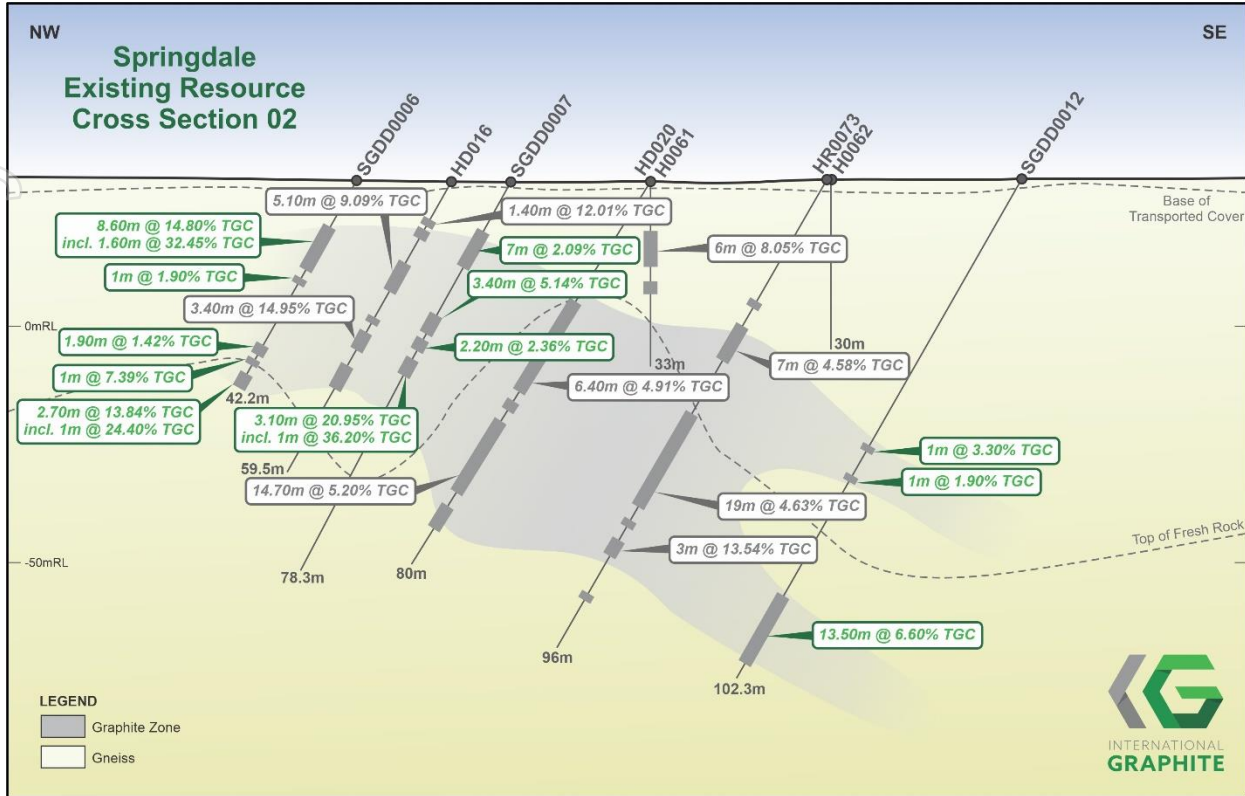 NW
SE
Springdale
Existing Resource
Cross Section 02
SGDD0006
HD016
SGDD0007
HD020
H0061
HR0073
H0062
SGDD0012
Base of
Transported Cover
5.10m @ 9.09% TGC
1.40m @ 12.01% TGC
8.60m @ 14.80% TGC
incl. 1.60m @ 32.45% TGC
7m @ 2.09% TGC
6m @ 8.05% TGC
1m @ 1.90% TGC
3.40m @ 5.14% TGC
3.40m @ 14.95% TGC
0mRL
1.90m @ 1.42% TGC
2.20m @ 2.36% TGC
30m
33m
7m @ 4.58% TGC
1m @ 7.39% TGC
6.40m @ 4.91% TGC
42.2m
2.70m @ 13.84% TGC
incl. 1m @ 24.40% TGC
3.10m @ 20.95% TGC
incl. 1m @ 36.20% TGC
1m @ 3.30% TGC
59.5m
1m @ 1.90% TGC
14.70m @ 5.20% TGC
19m @ 4.63% TGC
Top of Fresh Rock
3m @ 13.54% TGC
-50mRL
78.3m
80m
13.50m @ 6.60% TGC
96m
102.3m
LEGEND
Graphite Zone
Gneiss
INTERNATIONAL
GRAPHITE